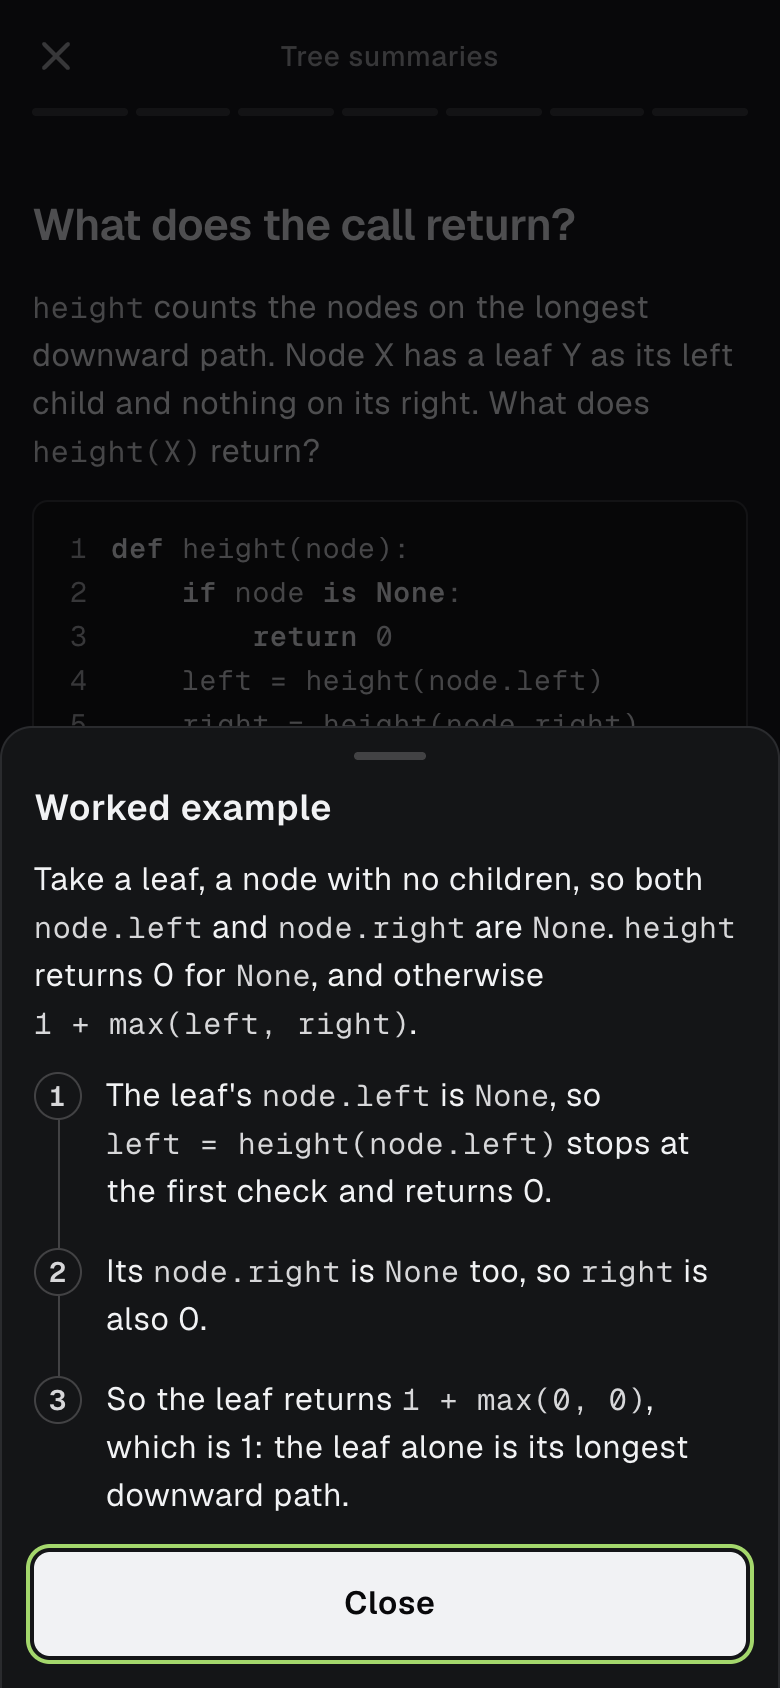 Tree summaries
What does the call return?
height counts the nodes on the longest
downward path. Node X has a leaf Y as its left
child and nothing on its right. What does
height(X) return?
1 def height(node):
2     if node is None:
3         return 0
4     left = height(node.left)
5     right = height(node.right)
Worked example
Take a leaf, a node with no children, so both
node.left and node.right are None. height
returns 0 for None, and otherwise
1 + max(left, right).
1 The leaf's node.left is None, so
left = height(node.left) stops at
the first check and returns 0.
2 Its node.right is None too, so right is
also 0.
3 So the leaf returns 1 + max(0, 0),
which is 1: the leaf alone is its longest
downward path.
Close